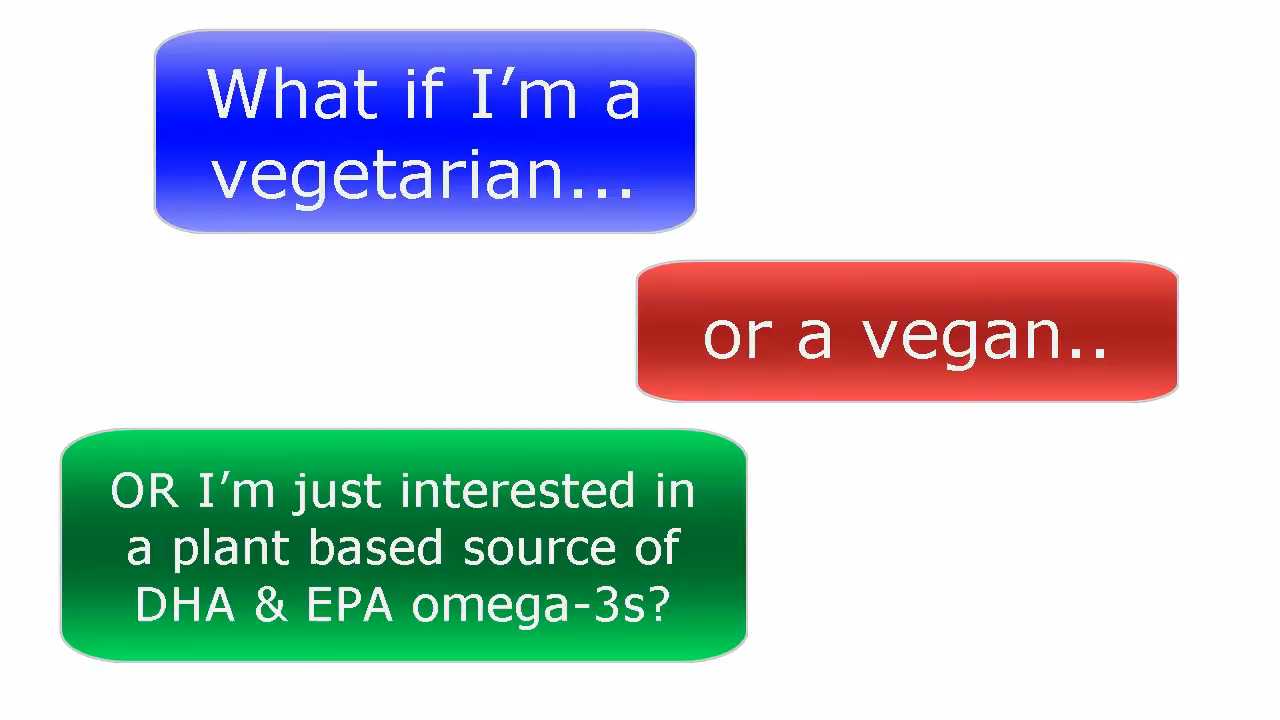 What if I’m a
vegetarian...
or a vegan..
OR I’m just interested in
a plant based source of
DHA & EPA omega-3s?